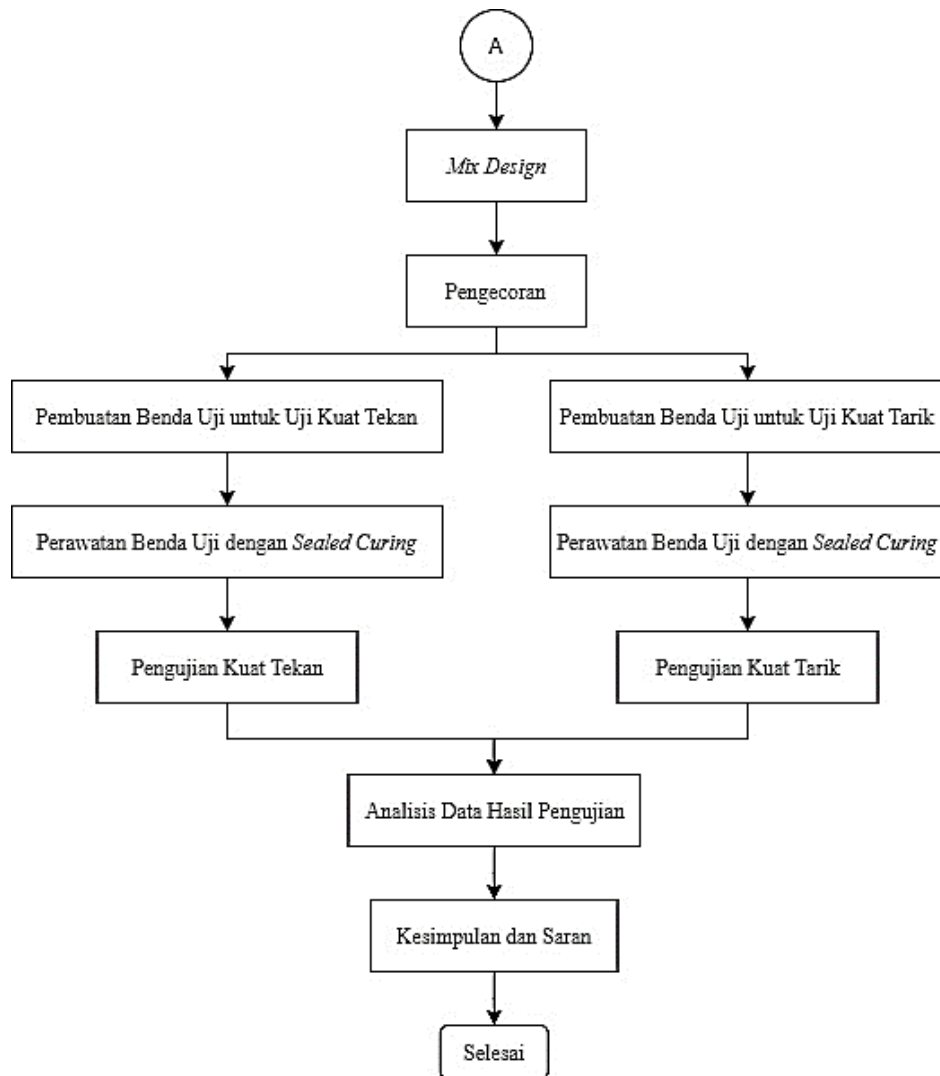 A
Mix Design
Pengecoran
Pembuatan Benda Uji untuk Uji Kuat Tekan
Pembuatan Benda Uji untuk Uji Kuat Tarik
Perawatan Benda Uji dengan Sealed Curing
Perawatan Benda Uji dengan Sealed Curing
Pengujian Kuat Tekan
Pengujian Kuat Tarik
Analisis Data Hasil Pengujian
Kesimpulan dan Saran
Selesai